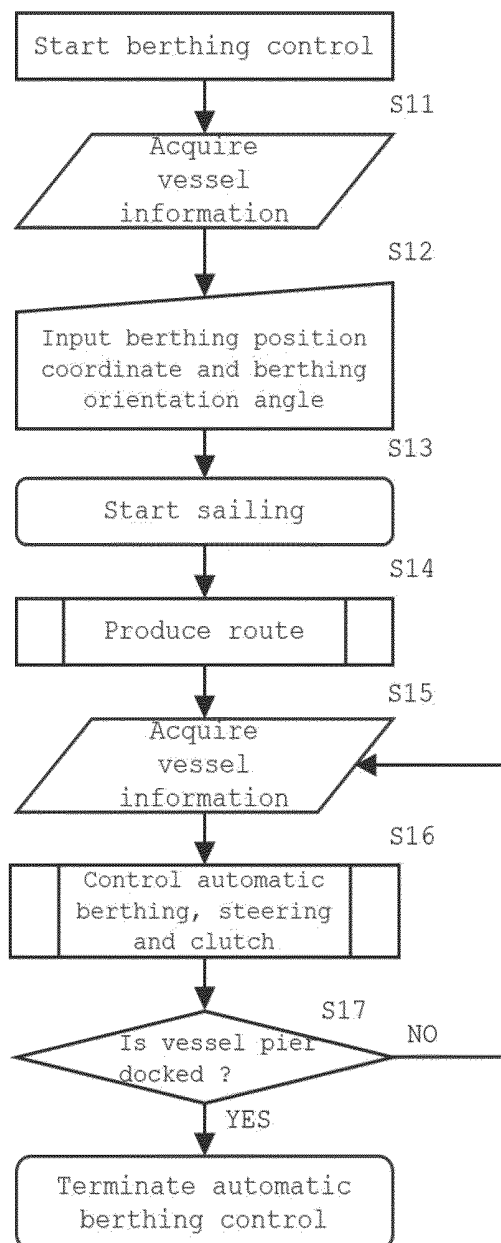 Start berthing control
S11
Acquire
vessel
information
S12
Input berthing position
coordinate and berthing
orientation angle
S13
Start sailing
S14
Produce route
S15
Acquire
vessel
information
S16
Control automatic
berthing, steering
and clutch
S17
Is vessel pier
docked ?
NO
YES
Terminate automatic
berthing control